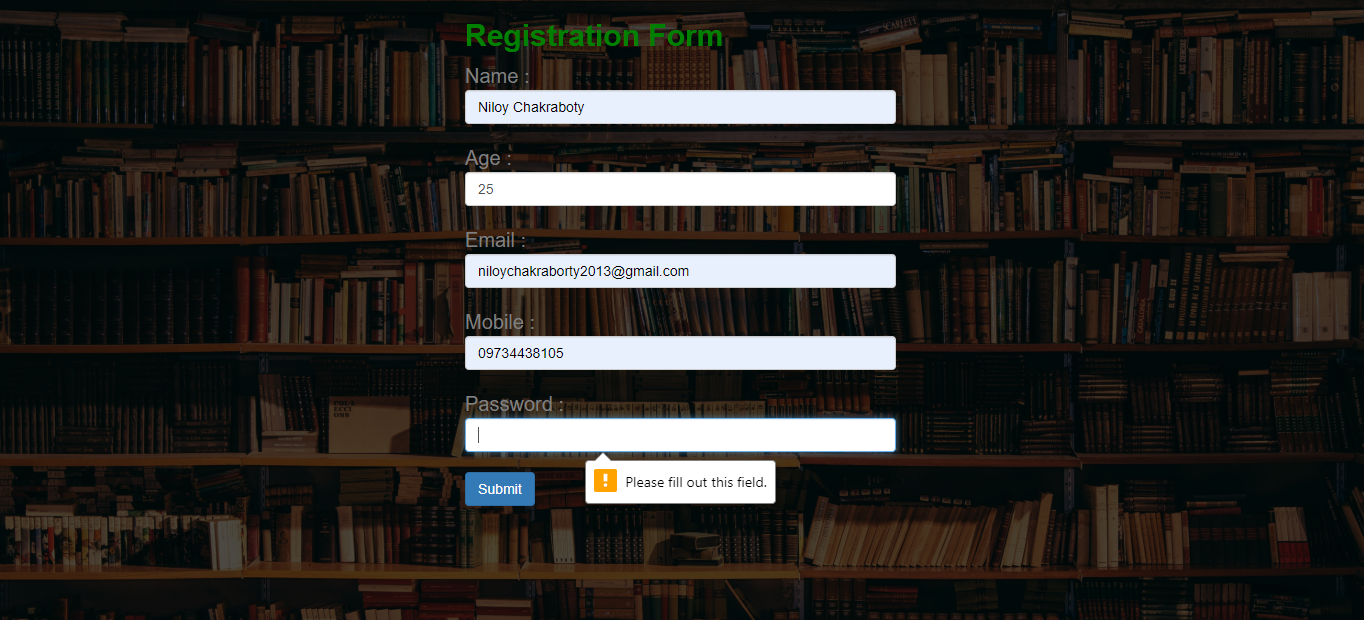 Registration Form
Name :
Niloy Chakraboty
Age :
25
Email :
niloychakraborty2013@gmail.com
Mobile :
09734438105
Password :
Please fill out this field.
Submit